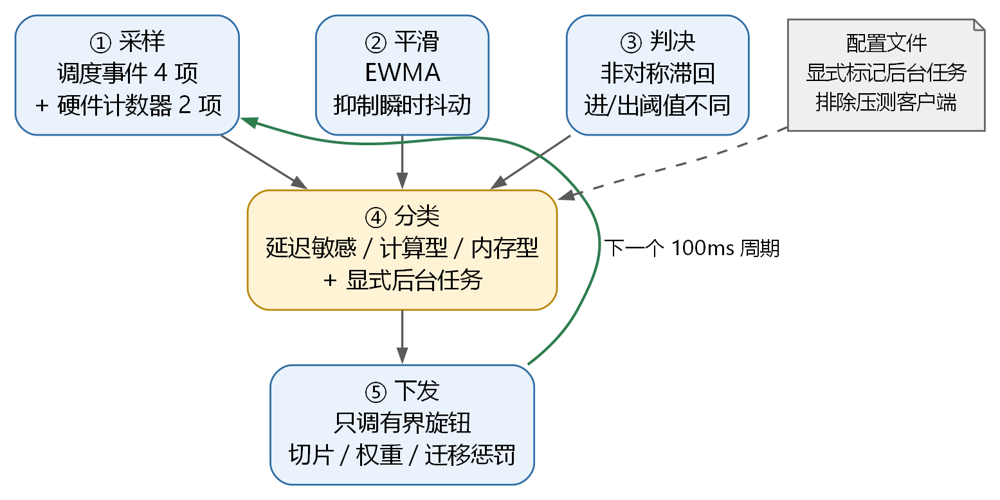 ① 采样
调度事件 4 项
+ 硬件计数器 2 项
② 平滑
EWMA
抑制瞬时抖动
③ 判决
非对称滞回
进/出阈值不同
配置文件
显式标记后台任务
排除压测客户端
④ 分类
延迟敏感 / 计算型 / 内存型
+ 显式后台任务
下一个 100ms 周期
⑤ 下发
只调有界旋钮
切片 / 权重 / 迁移惩罚